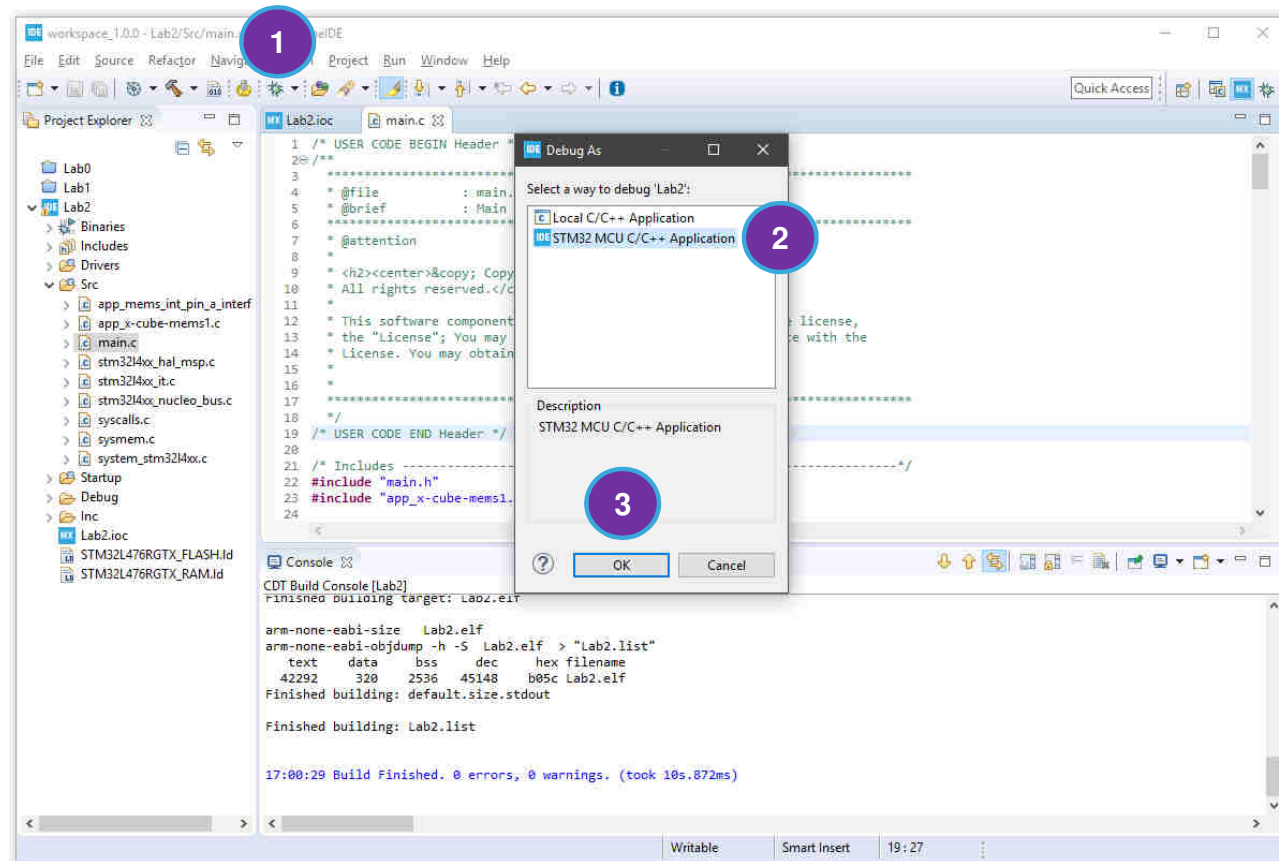 workspace_1.0.0 - Lab2/Src/main.
eIDE
1
File Edit Source Refactor Navig Project Run Window Help
Quick Access
Project Explorer
Lab0
Lab1
Lab2
Binaries
Includes
Drivers
Src
app_mems_int_pin_a_interf
app_x-cube-mems1.c
main.c
stm32l4xx_hal_msp.c
stm32l4xx_it.c
stm32l4xx_nucleo_bus.c
syscalls.c
sysmem.c
system_stm32l4xx.c
Startup
Debug
Inc
Lab2.ioc
STM32L476RGTX_FLASH.ld
STM32L476RGTX_RAM.ld
Lab2.ioc main.c
1 /* USER CODE BEGIN Header *
2 /**
3 ******************************************************************************
4 * @file : main.
5 * @brief : Main
6 ******************************************************************************
7 * @attention
8 *
9 * <h2><center>&copy; Copy
10 * All rights reserved.</c
11 *
12 * This software component e license,
13 * the "License"; You may ce with the
14 * License. You may obtain
15 *
16 *
17 ******************************************************************************
18 */
19 /* USER CODE END Header */
20
21 /* Includes ------------------------------------------------------------------*/
22 #include "main.h"
23 #include "app_x-cube-mems1.
24
Debug As
Select a way to debug 'Lab2':
Local C/C++ Application
STM32 MCU C/C++ Application
2
Description
STM32 MCU C/C++ Application
3
OK Cancel
Console
CDT Build Console [Lab2]
Finished building target: Lab2.elf
arm-none-eabi-size Lab2.elf
arm-none-eabi-objdump -h -S Lab2.elf > "Lab2.list"
text data bss dec hex filename
42292 320 2536 45148 b05c Lab2.elf
Finished building: default.size.stdout
Finished building: Lab2.list
17:00:29 Build Finished. 0 errors, 0 warnings. (took 10s.872ms)
Writable Smart Insert 19 : 27